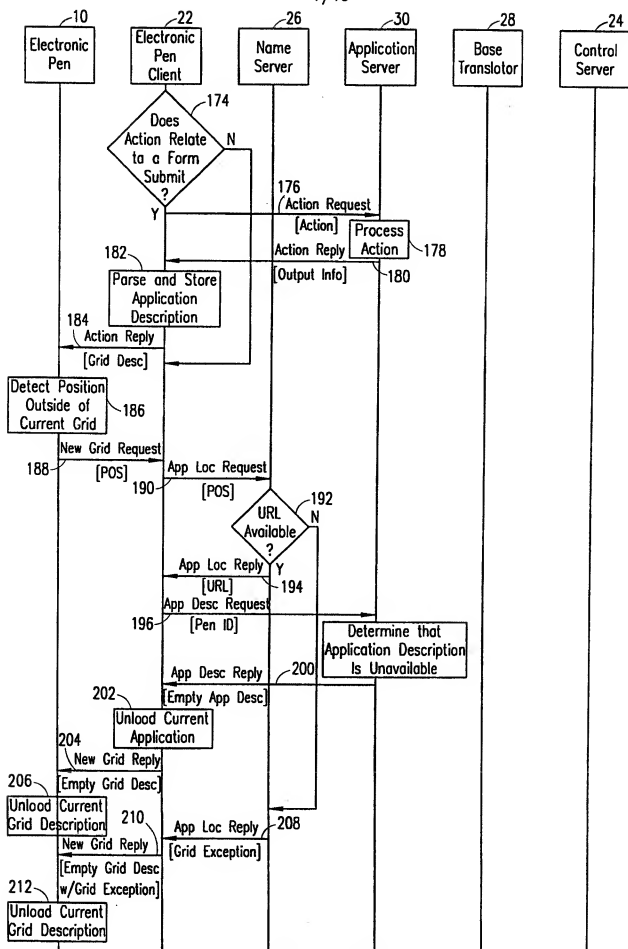 10
22
26
30
28
24
Electronic Pen
Electronic Pen Client
Name Server
Application Server
Base Translotor
Control Server
174
Does Action Relate ta a Form Submit ?
N
Y
176
Action Request
[Action]
Process Action
178
Action Reply
180
[Output Info]
182
Parse and Store Application Description
184
Action Reply
[Grid Desc]
Detect Position Outside of Current Grid
186
New Grid Request
188
[POS]
App Loc Request
190
[POS]
192
URL Available ?
N
Y
App Loc Reply
194
[URL]
App Desc Request
196
[Pen ID]
Determine that Application Description Is Unavailable
App Desc Reply
200
[Empty App Desc]
202
Unlood Current Application
204
New Grid Reply
[Empty Grid Desc]
206
Unlood Current Grid Description
App Loc Reply
208
[Grid Exception]
210
New Grid Reply
[Empty Grid Desc w/Grid Exception]
212
Unload Current Grid Description